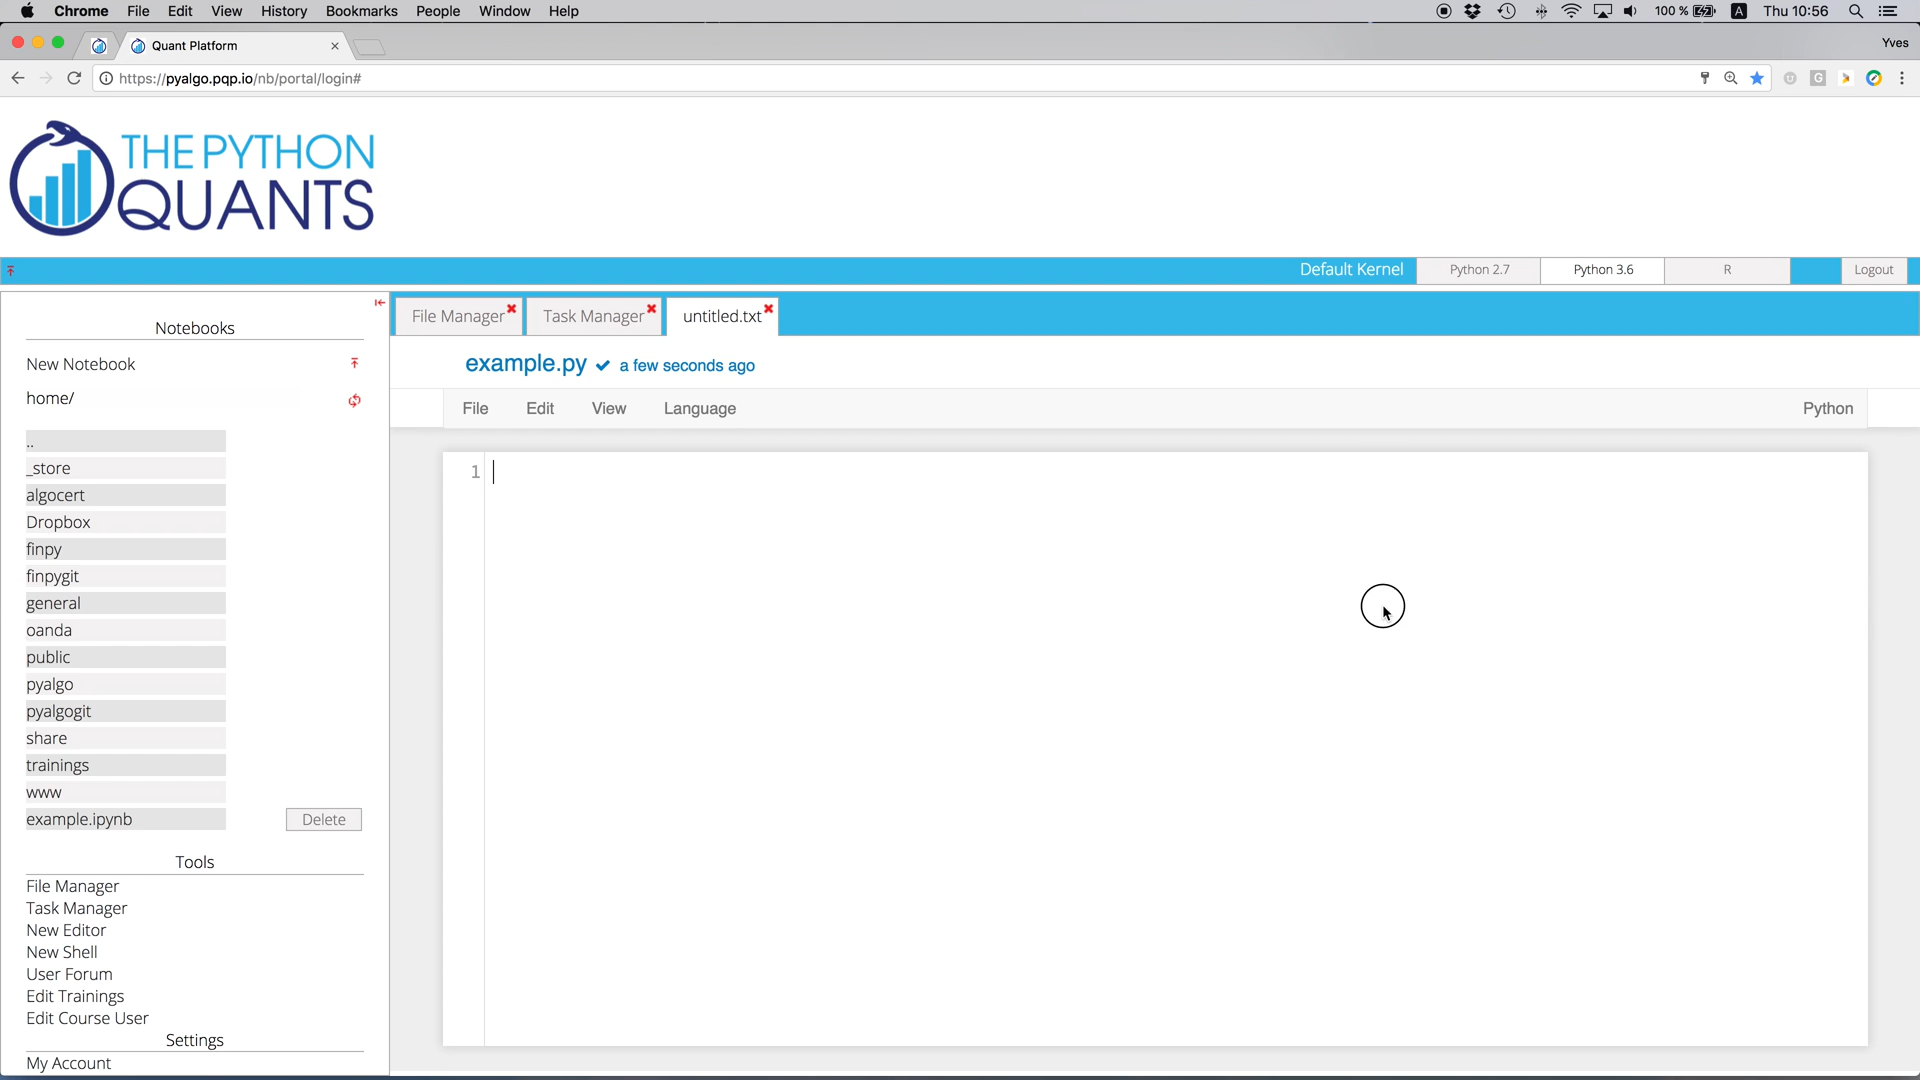 Chrome File Edit View History Bookmarks People Window Help 100 % A Thu 10:56
Quant Platform Yves
https://pyalgo.pqp.io/nb/portal/login#
THE PYTHON
QUANTS
Default Kernel Python 2.7 Python 3.6 R Logout
File Manager Task Manager untitled.txt
Notebooks
New Notebook
home/
..
_store
algocert
Dropbox
finpy
finpygit
general
oanda
public
pyalgo
pyalgogit
share
trainings
www
example.ipynb Delete
Tools
File Manager
Task Manager
New Editor
New Shell
User Forum
Edit Trainings
Edit Course User
Settings
My Account
example.py a few seconds ago
File Edit View Language Python
1